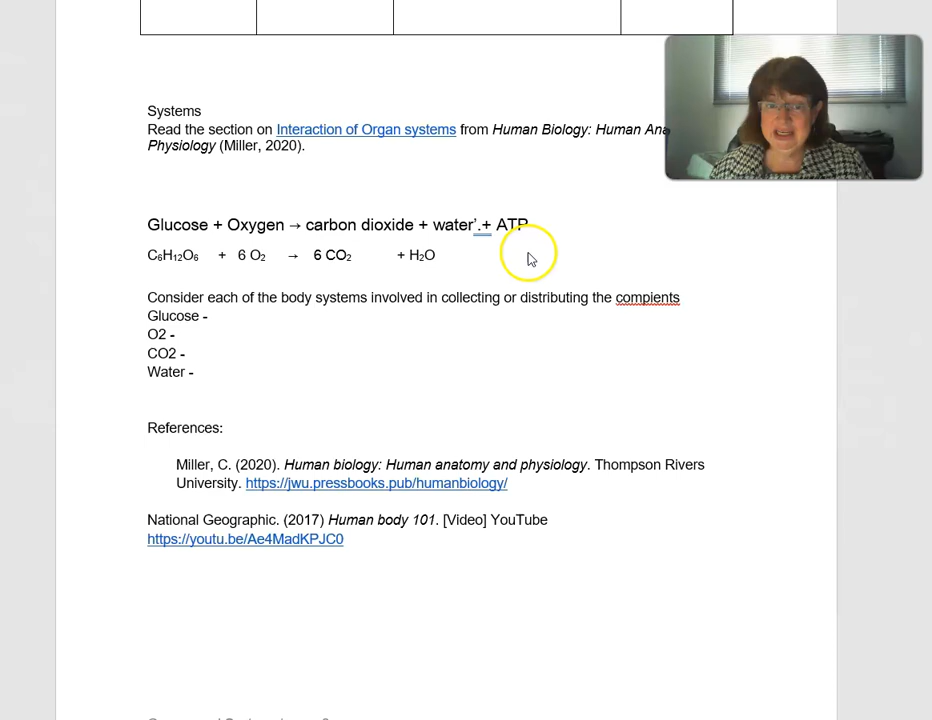 Systems
Read the section on Interaction of Organ systems from Human Biology: Human Ana
Physiology (Miller, 2020).
Glucose + Oxygen → carbon dioxide + water'.+ ATP
C₆H₁₂O₆ + 6 O₂ → 6 CO₂ + H₂O
Consider each of the body systems involved in collecting or distributing the compients
Glucose -
O2 -
CO2 -
Water -
References:
Miller, C. (2020). Human biology: Human anatomy and physiology. Thompson Rivers
University. https://jwu.pressbooks.pub/humanbiology/
National Geographic. (2017) Human body 101. [Video] YouTube
https://youtu.be/Ae4MadKPJC0